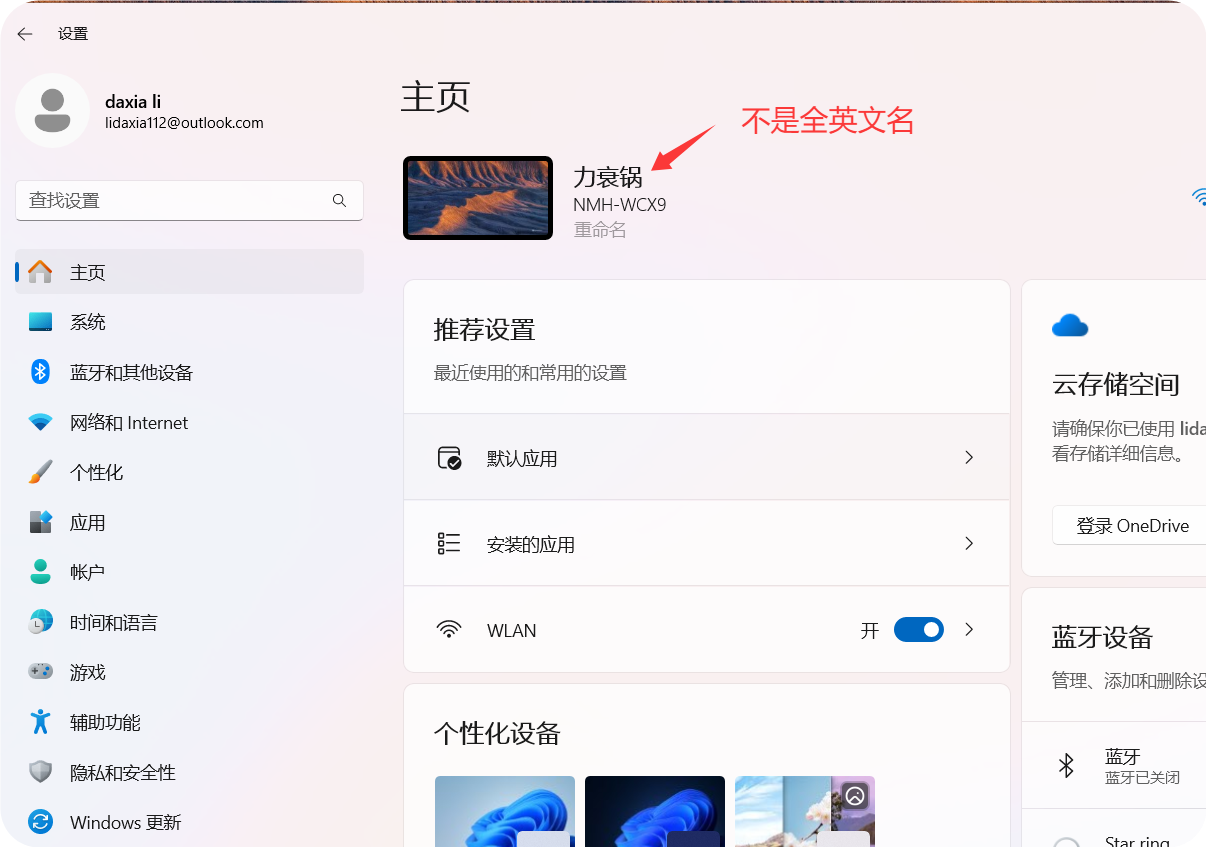 设置
daxia li
lidaxia112@outlook.com
查找设置
主页
系统
蓝牙和其他设备
网络和 Internet
个性化
应用
帐户
时间和语言
游戏
辅助功能
隐私和安全性
Windows 更新
主页
不是全英文名
力衰锅
NMH-WCX9
重命名
推荐设置
最近使用的和常用的设置
默认应用
安装的应用
WLAN
开
个性化设备
云存储空间
请确保你已使用 lida
看存储详细信息。
登录 OneDrive
蓝牙设备
管理、添加和删除设
蓝牙
蓝牙已关闭
Star ring